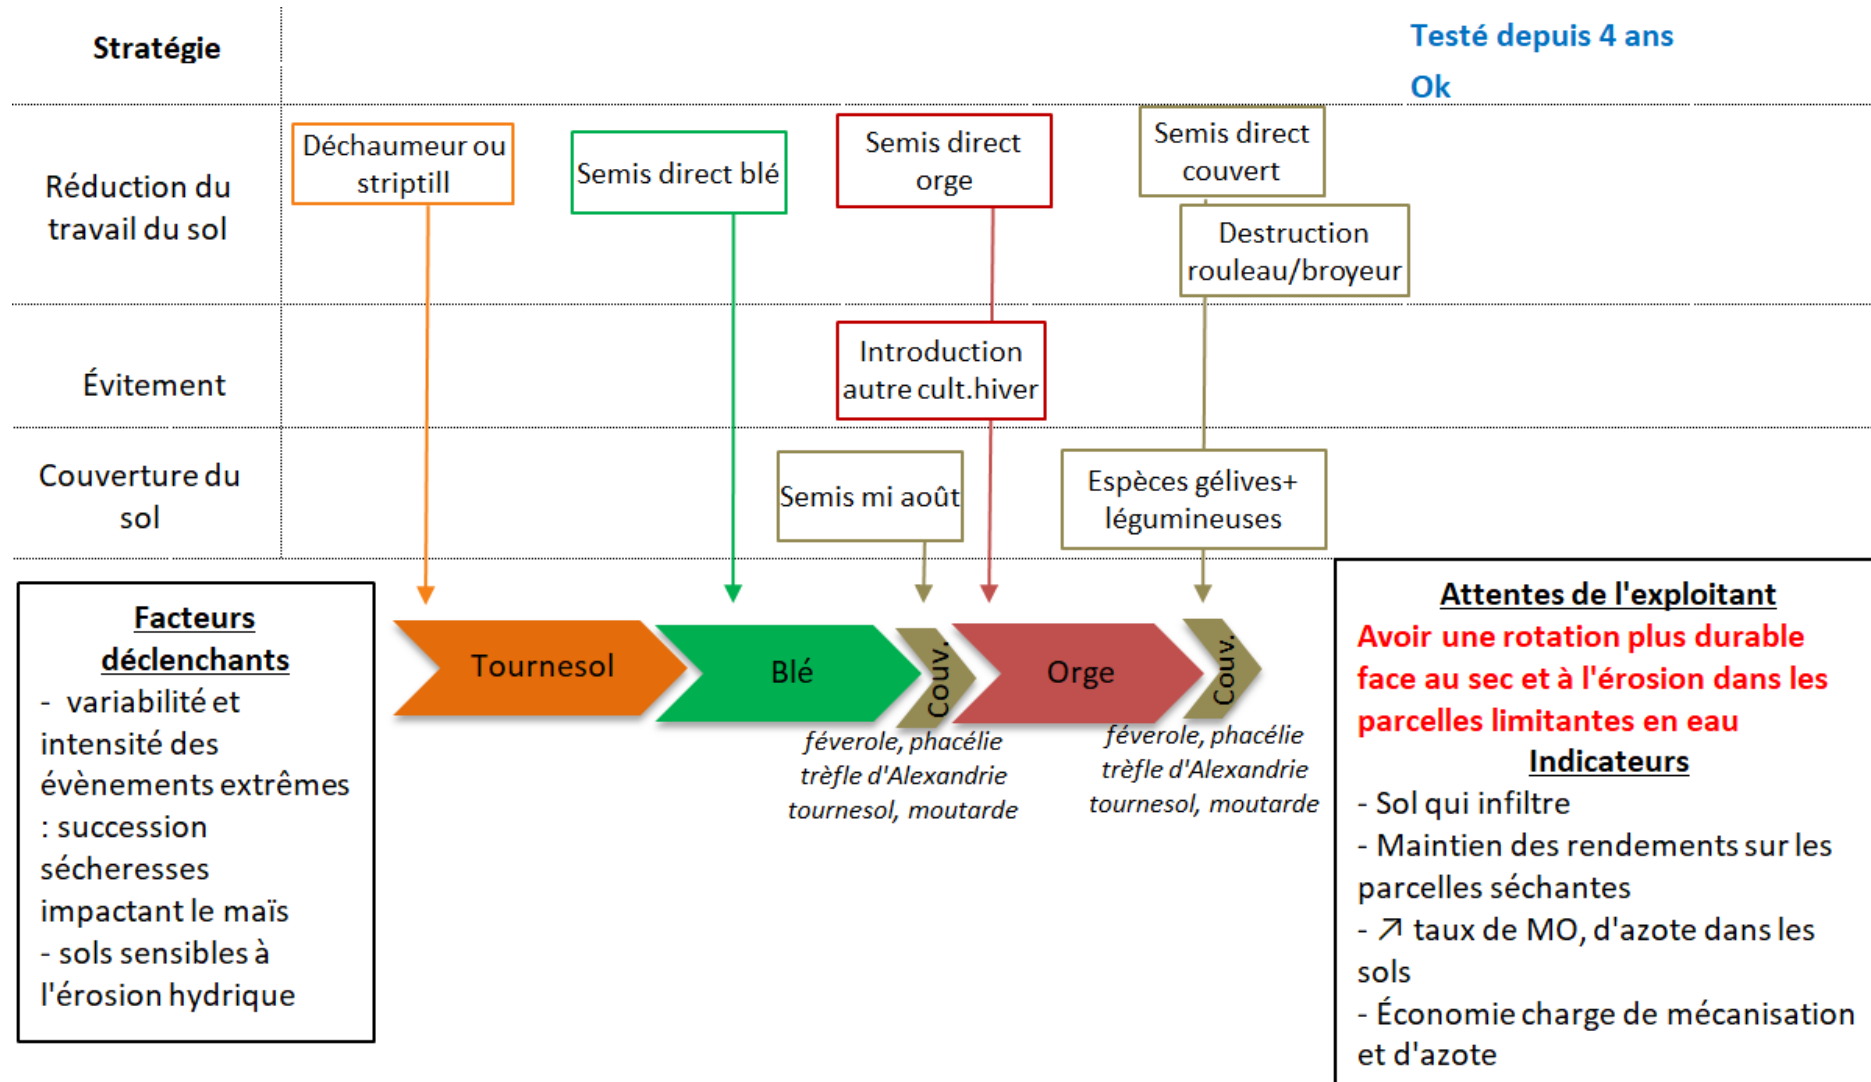 Stratégie
Testé depuis 4 ans
Ok
Réduction du
travail du sol
Déchaumeur ou
striptill
Semis direct blé
Semis direct
orge
Semis direct
couvert
Destruction
rouleau/broyeur
Évitement
Introduction
autre cult.hiver
Couverture du
sol
Semis mi août
Espèces gélives+
légumineuses
Facteurs
déclenchants
- variabilité et
intensité des
évènements extrêmes
: succession
sécheresses
impactant le maïs
- sols sensibles à
l'érosion hydrique
Tournesol
Blé
Couv.
Orge
Couv.
féverole, phacélie
trèfle d'Alexandrie
tournesol, moutarde
féverole, phacélie
trèfle d'Alexandrie
tournesol, moutarde
Attentes de l'exploitant
Avoir une rotation plus durable
face au sec et à l'érosion dans les
parcelles limitantes en eau
Indicateurs
- Sol qui infiltre
- Maintien des rendements sur les
parcelles séchantes
- ↗ taux de MO, d'azote dans les
sols
- Économie charge de mécanisation
et d'azote